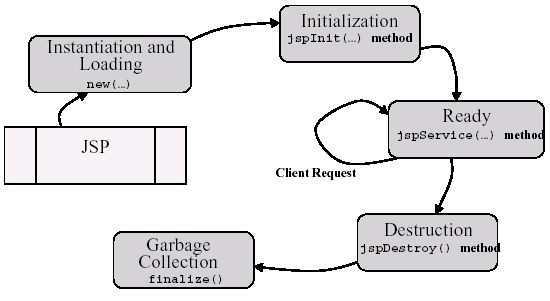 Initialization
jspInit(…) method
Instantiation and
Loading
new(…)
Ready
jspService(…) method
JSP
Client Request
Destruction
jspDestroy() method
Garbage
Collection
finalize()